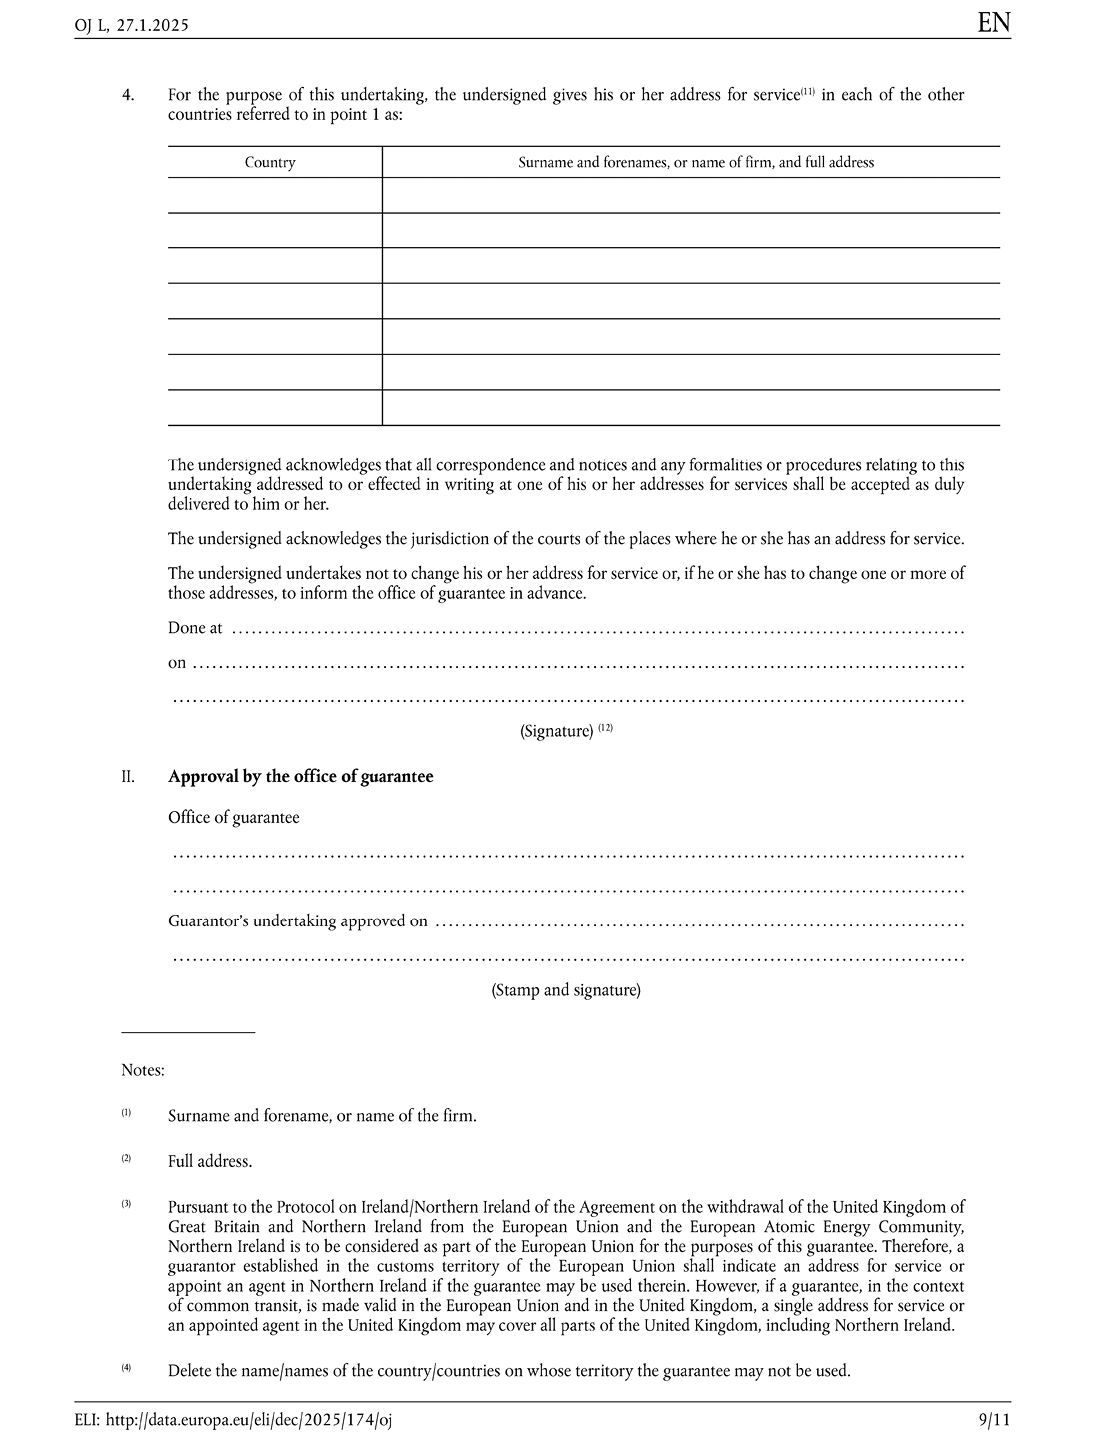 OJ L, 27.1.2025 EN
4. For the purpose of this undertaking, the undersigned gives his or her address for service(11) in each of the other
countries referred to in point 1 as:
Country Surname and forenames, or name of firm, and full address
The undersigned acknowledges that all correspondence and notices and any formalities or procedures relating to this
undertaking addressed to or effected in writing at one of his or her addresses for services shall be accepted as duly
delivered to him or her.
The undersigned acknowledges the jurisdiction of the courts of the places where he or she has an address for service.
The undersigned undertakes not to change his or her address for service or, if he or she has to change one or more of
those addresses, to inform the office of guarantee in advance.
Done at ....................
on ....................
....................
(Signature) (12)
II. Approval by the office of guarantee
Office of guarantee
....................
....................
Guarantor's undertaking approved on ....................
....................
(Stamp and signature)
Notes:
(1) Surname and forename, or name of the firm.
(2) Full address.
(3) Pursuant to the Protocol on Ireland/Northern Ireland of the Agreement on the withdrawal of the United Kingdom of
Great Britain and Northern Ireland from the European Union and the European Atomic Energy Community,
Northern Ireland is to be considered as part of the European Union for the purposes of this guarantee. Therefore, a
guarantor established in the customs territory of the European Union shall indicate an address for service or
appoint an agent in Northern Ireland if the guarantee may be used therein. However, if a guarantee, in the context
of common transit, is made valid in the European Union and in the United Kingdom, a single address for service or
an appointed agent in the United Kingdom may cover all parts of the United Kingdom, including Northern Ireland.
(4) Delete the name/names of the country/countries on whose territory the guarantee may not be used.
ELI: http://data.europa.eu/eli/dec/2025/174/oj 9/11